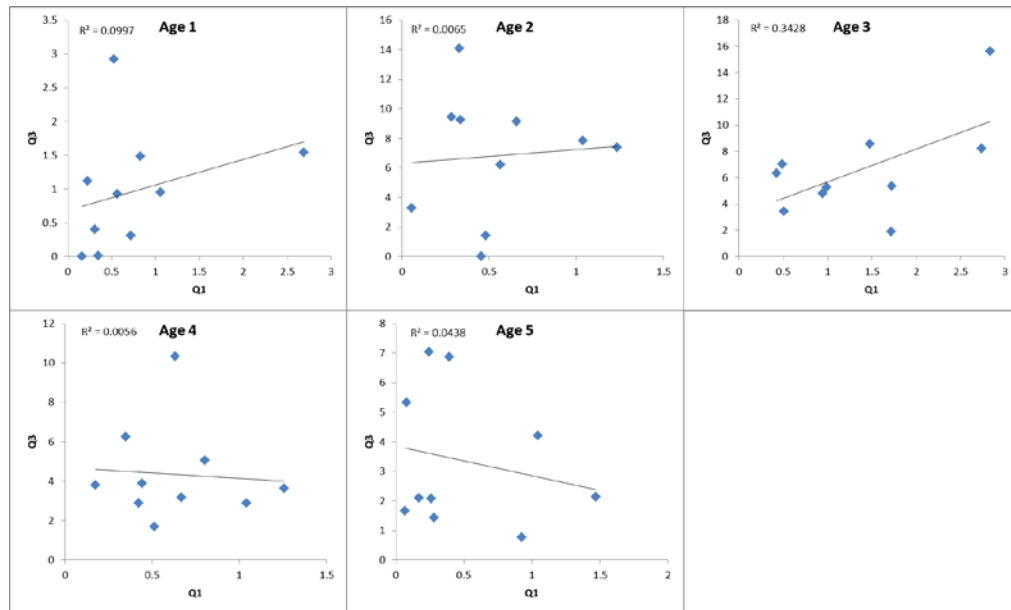 Age 1
R² = 0.0997
3.5
3
2.5
2
1.5
1
0.5
0
Q3
0 0.5 1 1.5 2 2.5 3
Q1
Age 2
R² = 0.0065
16
14
12
10
8
6
4
2
0
Q3
0 0.5 1 1.5
Q1
Age 3
R² = 0.3428
18
16
14
12
10
8
6
4
2
0
Q3
0 0.5 1 1.5 2 2.5 3
Q1
Age 4
R² = 0.0056
12
10
8
6
4
2
0
Q3
0 0.5 1 1.5
Q1
Age 5
R² = 0.0438
8
7
6
5
4
3
2
1
0
Q3
0 0.5 1 1.5 2
Q1